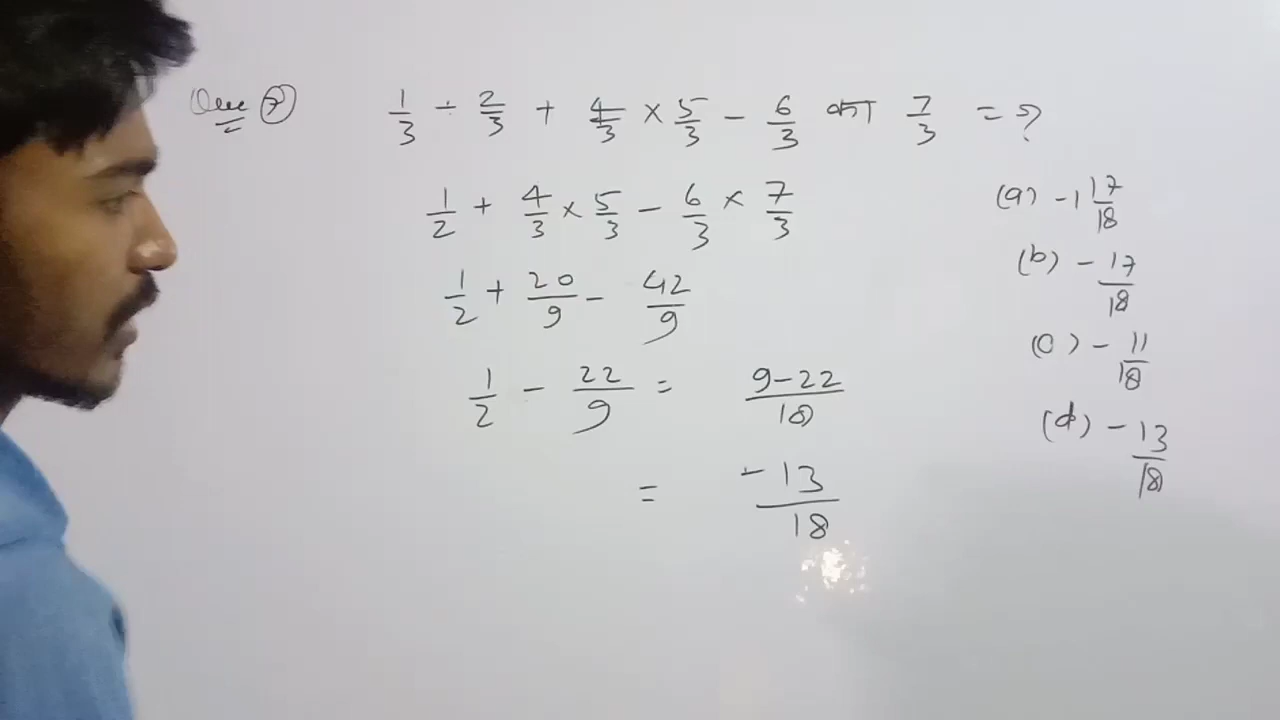 Que 7) 1/3 ÷ 2/3 + 4/3 × 5/3 - 6/3 का 7/3 = ?
1/2 + 4/3 × 5/3 - 6/3 × 7/3
1/2 + 20/9 - 42/9
1/2 - 22/9 = 9-22/18
= -13/18
(a) -1 17/18
(b) -17/18
(c) -11/18
(d) -13/18